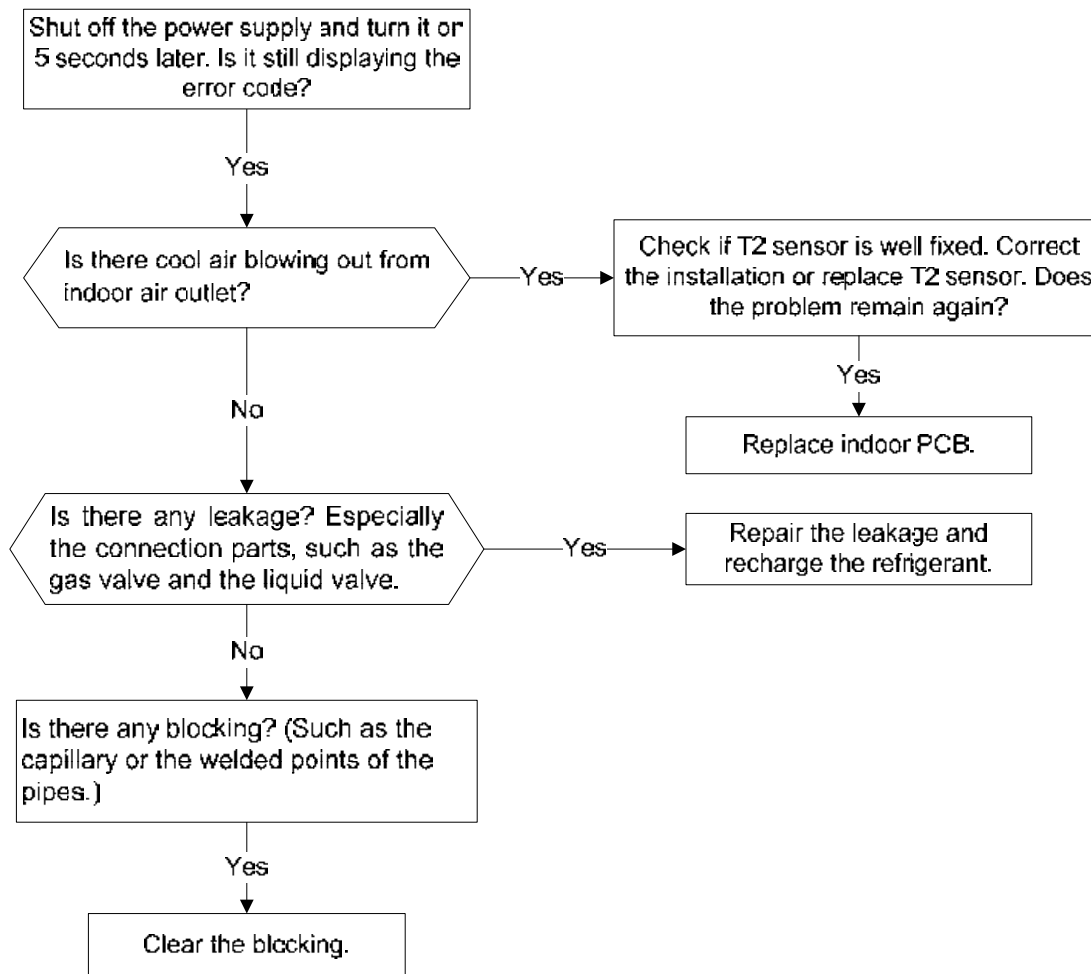 Shut off the power supply and turn it on
5 seconds later. Is it still displaying the
error code?
Yes
Is there cool air blowing out from
indoor air outlet?
Yes
Check if T2 sensor is well fixed. Correct
the installation or replace T2 sensor. Does
the problem remain again?
Yes
Replace indoor PCB.
No
Is there any leakage? Especially
the connection parts, such as the
gas valve and the liquid valve.
Yes
Repair the leakage and
recharge the refrigerant.
No
Is there any blocking? (Such as the
capillary or the welded points of the
pipes.)
Yes
Clear the blocking.